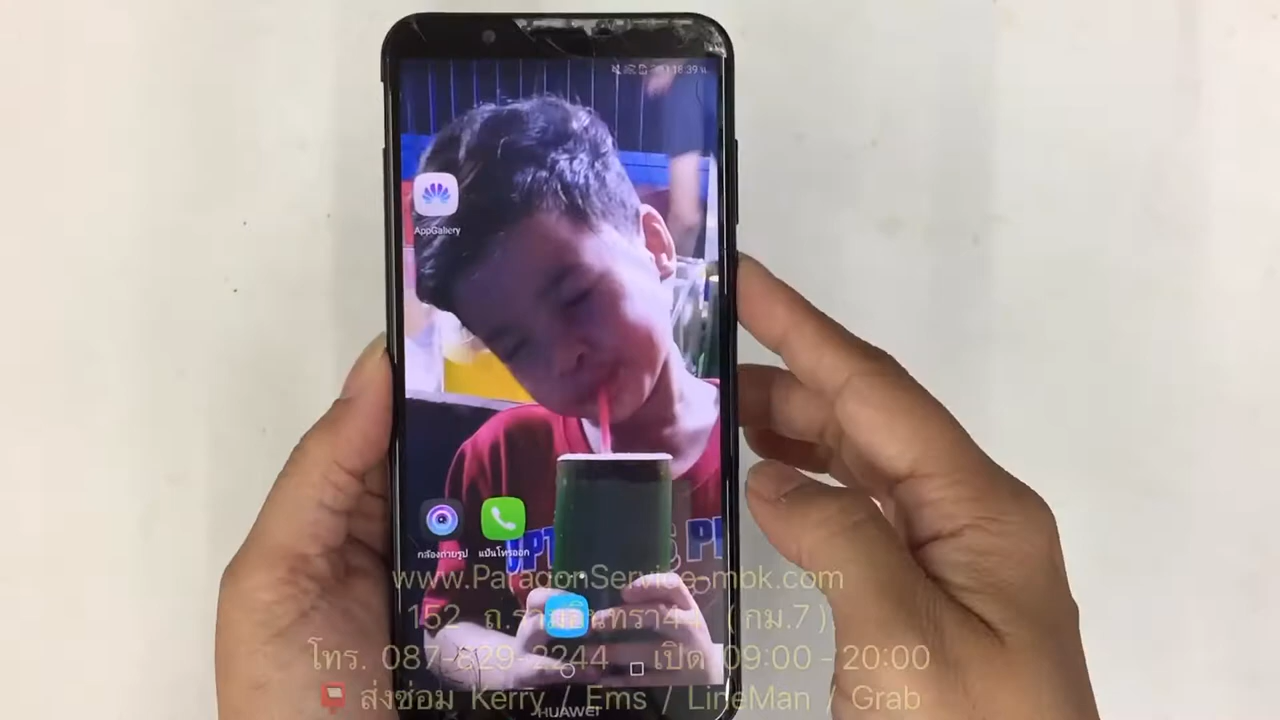 18:39 น.
AppGallery
กล้องถ่ายรูป
แป้นโทรออก
www.ParagonService-mbk.com
152 ถ.รามอินทรา44 ( กม.7 )
โทร. 087-829-2244 เปิด 09:00 - 20:00
ส่งซ่อม Kerry / Ems / LineMan / Grab
HUAWEI